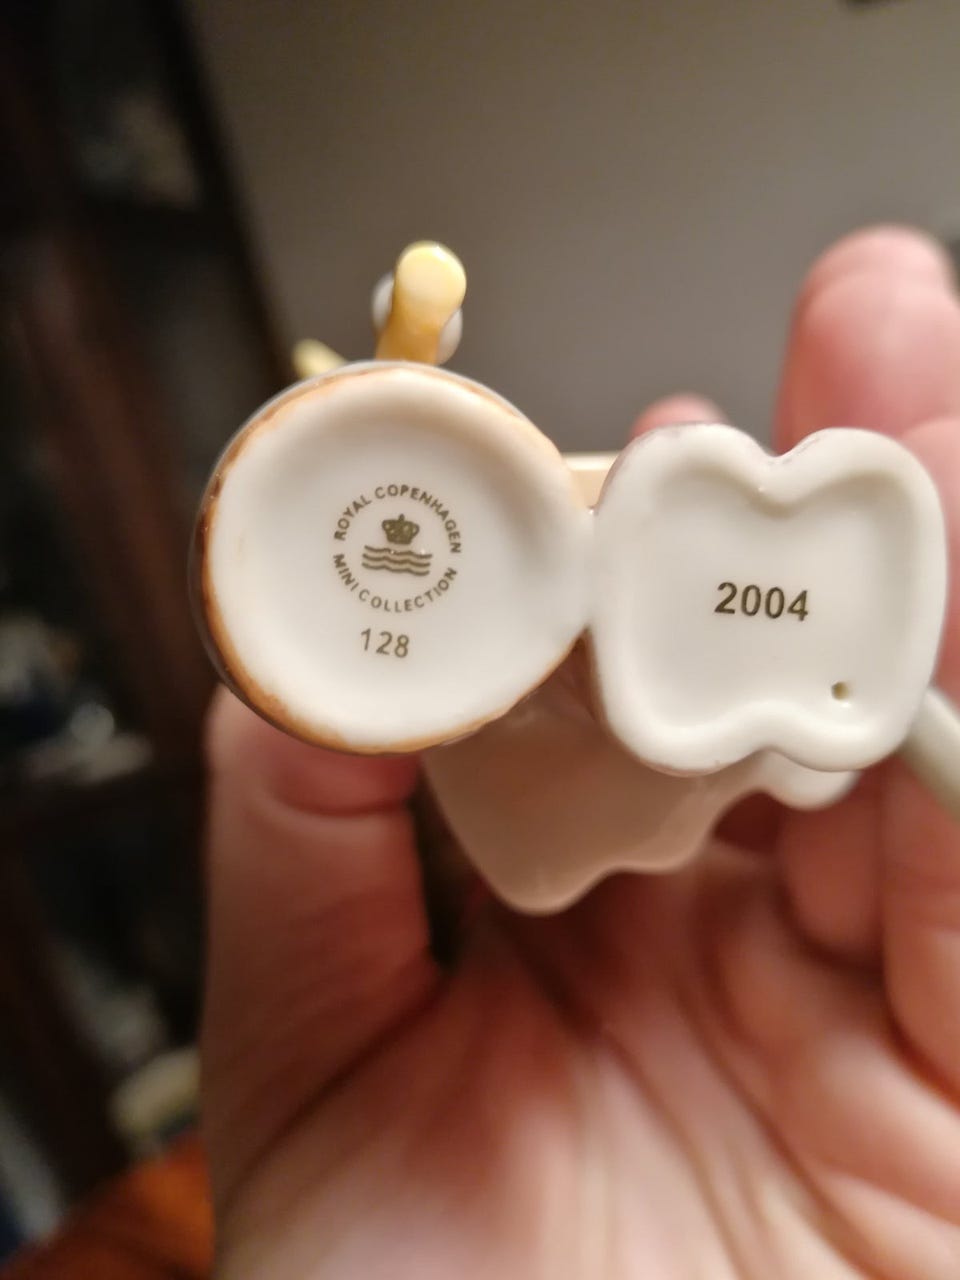 ROYAL COPENHAGEN
MINI COLLECTION
128
2004